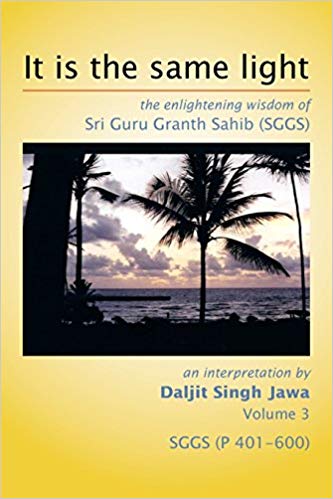 It is the same light
the enlightening wisdom of
Sri Guru Granth Sahib (SGGS)
an interpretation by
Daljit Singh Jawa
Volume 3
SGGS (P 401–600)